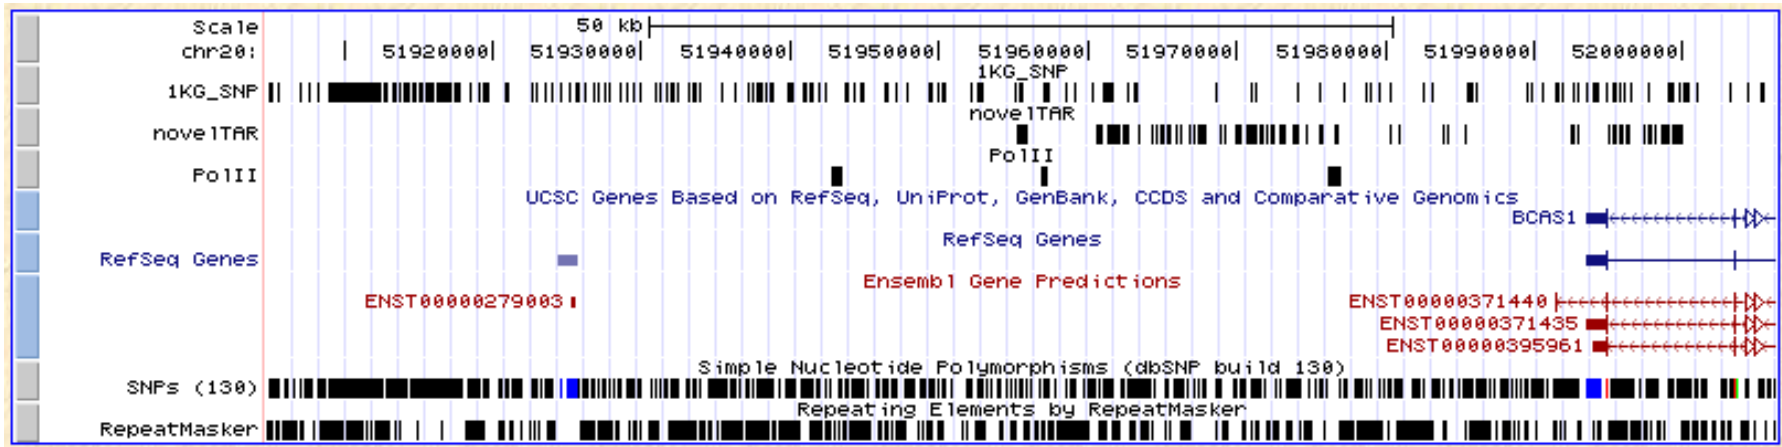 Scale 50 kb
chr20: 51920000 51930000 51940000 51950000 51960000 51970000 51980000 51990000 52000000
1KG_SNP
1KG_SNP
novelTAR
novelTAR
PolII
PolII
UCSC Genes Based on RefSeq, UniProt, GenBank, CCDS and Comparative Genomics
BCAS1
RefSeq Genes
RefSeq Genes
Ensembl Gene Predictions
ENST00000279003 ENST00000371440
ENST00000371435
ENST00000395961
Simple Nucleotide Polymorphisms (dbSNP build 130)
SNPs (130)
Repeating Elements by RepeatMasker
RepeatMasker